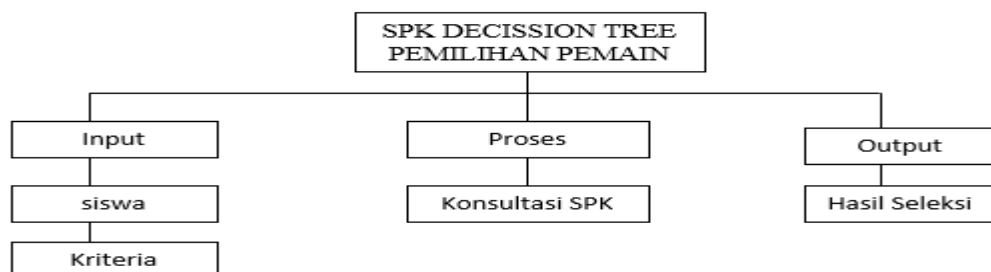 SPK DECISSION TREE
PEMILIHAN PEMAIN
Input
Proses
Output
siswa
Konsultasi SPK
Hasil Seleksi
Kriteria